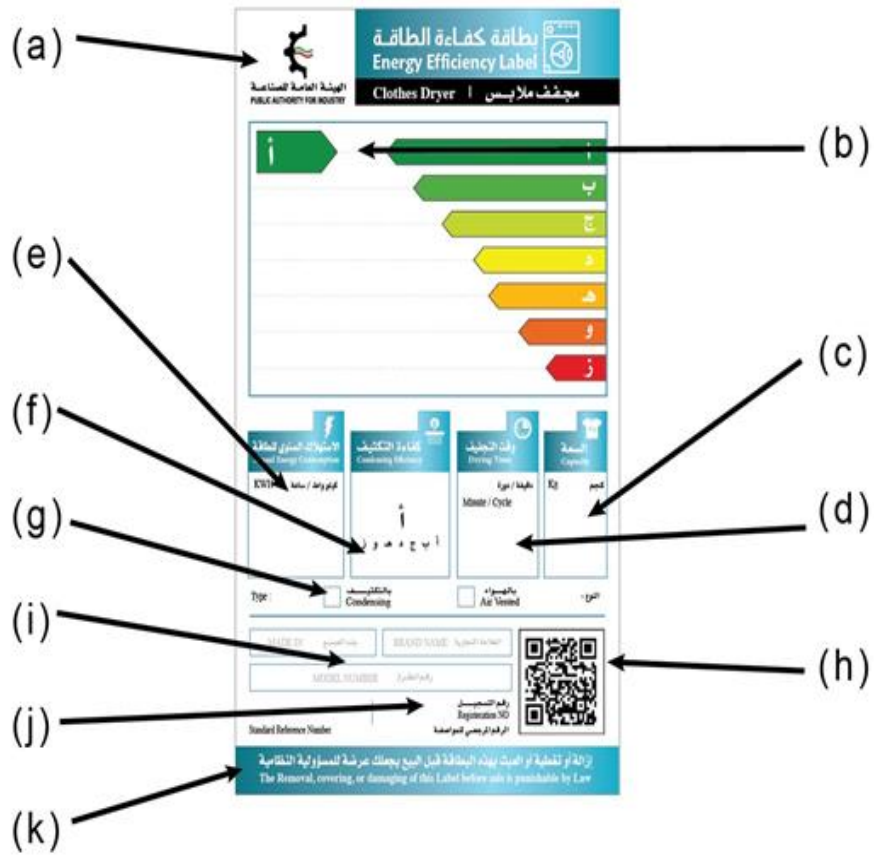 (a)
الهيئة العامة للصناعة
PUBLIC AUTHORITY FOR INDUSTRY
بطاقة كفاءة الطاقة
Energy Efficiency Label
Clothes Dryer | مجفف ملابس
(b)
أ
أ
ب
ج
د
هـ
و
ز
(e)
(c)
(f)
الاستهلاك السنوي للطاقة
Annual Energy Consumption
كفاءة التكثيف
Condensing Efficiency
وقت التجفيف
Drying Time
السعة
Capacity
KWH كيلو واط / ساعة
دقيقة / دورة
Minute / Cycle
Kg كجم
أ
أ ب ج د هـ و ز
(d)
(g)
Type
بالتكثيف
Condensing
بالهواء
Air Vented
النوع:
(i)
MADE IN بلد الصنع
BRAND NAME العلامة التجارية
MODEL NUMBER رقم الطراز
(h)
(j)
رقم التسجيل
Registeration NO
Standard Reference Number
الرقم المرجعي للمواصفة
إزالة أو تغطية أو العبث بهذه البطاقة قبل البيع يجعلك عرضة للمسؤولية النظامية
The Removal, covering, or damaging of this Label before sale is punishable by Law
(k)